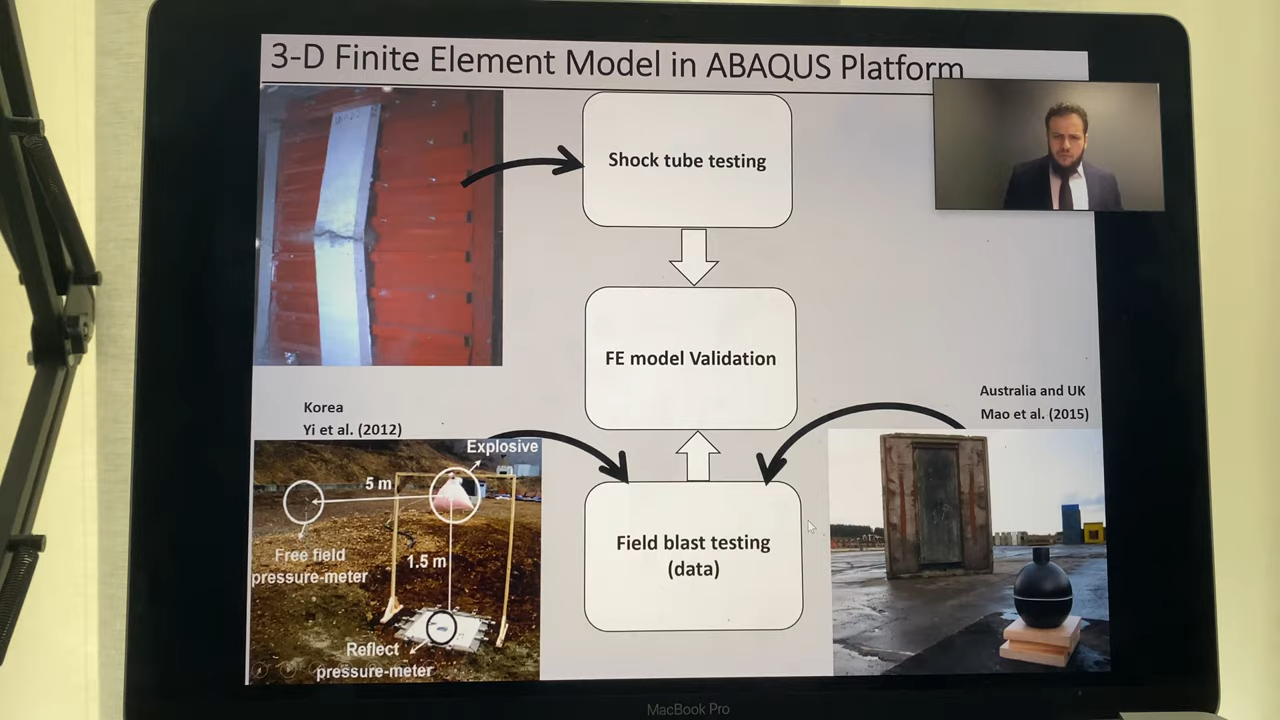 3-D Finite Element Model in ABAQUS Platform
Shock tube testing
FE model Validation
Australia and UK
Mao et al. (2015)
Korea
Yi et al. (2012)
Explosive
5 m
Free field
pressure-meter
1.5 m
Reflect
pressure-meter
Field blast testing
(data)
MacBook Pro